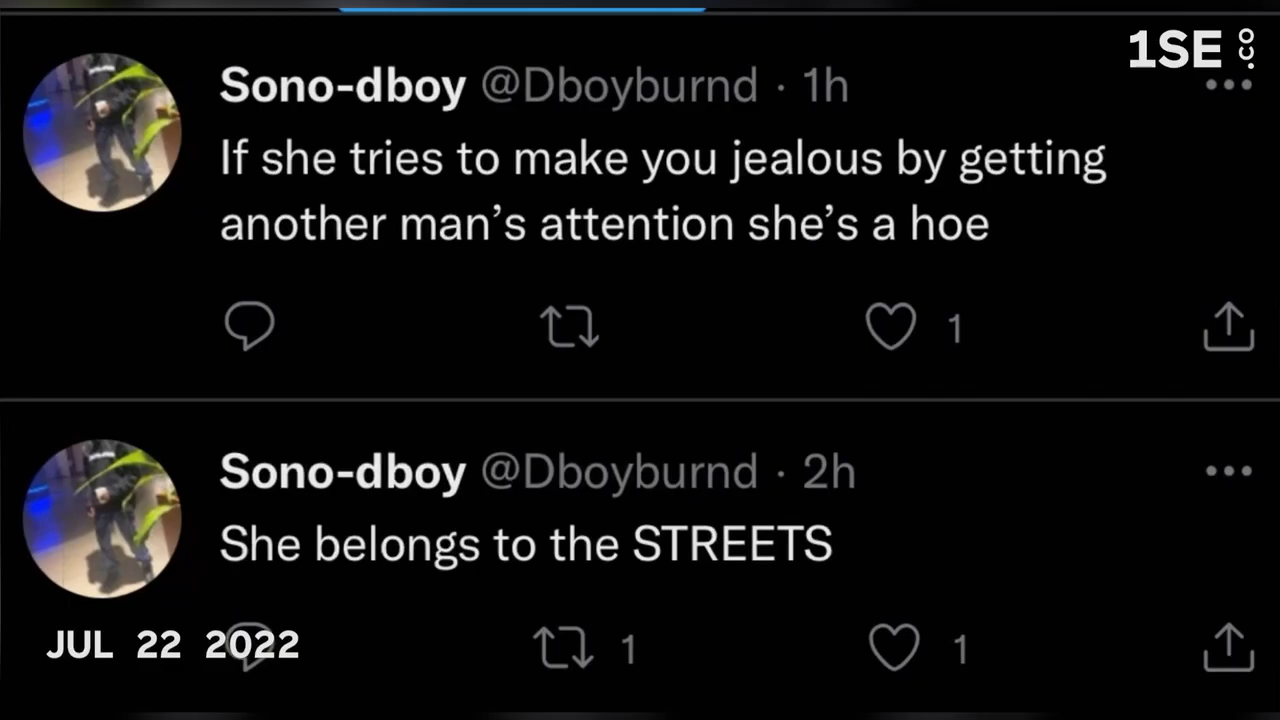 1SE .co
Sono-dboy @Dboyburnd · 1h
If she tries to make you jealous by getting
another man’s attention she’s a hoe
1
Sono-dboy @Dboyburnd · 2h
She belongs to the STREETS
JUL 22 2022
1 1